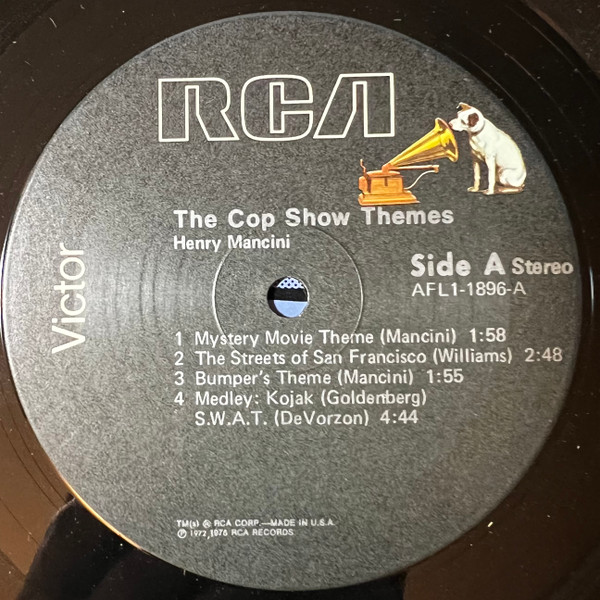 RCA
Victor
The Cop Show Themes
Henry Mancini
Side A Stereo
AFL1-1896-A
1 Mystery Movie Theme (Mancini) 1:58
2 The Streets of San Francisco (Williams) 2:48
3 Bumper's Theme (Mancini) 1:55
4 Medley: Kojak (Goldenberg)
S.W.A.T. (DeVorzon) 4:44
TM(s) ® RCA CORP.—MADE IN U.S.A.
℗ 1972, 1976 RCA RECORDS